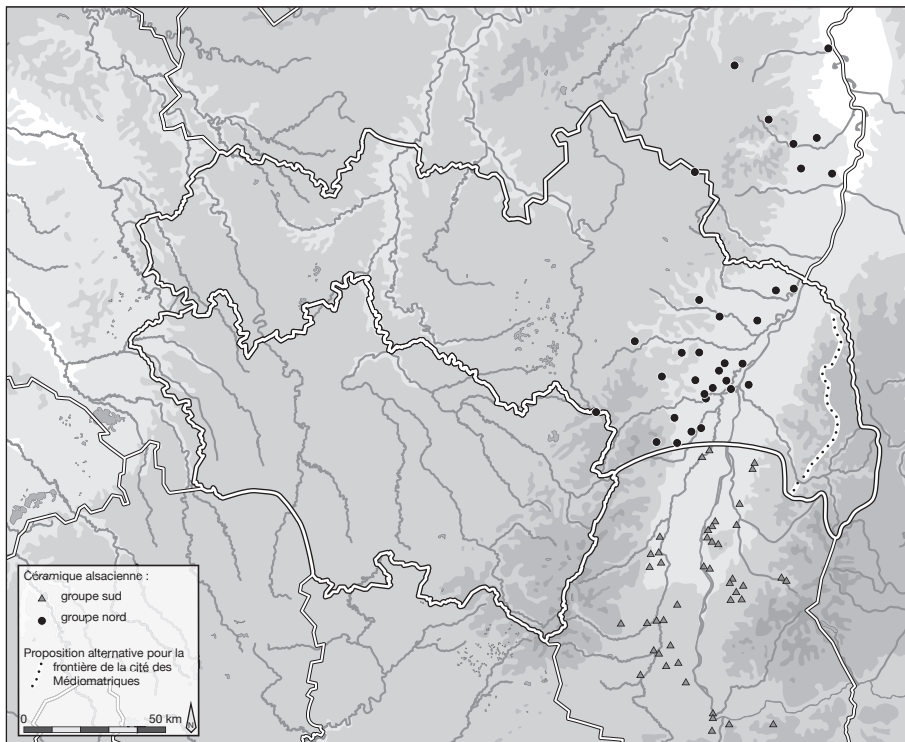 Céramique alsacienne :
groupe sud
groupe nord
Proposition alternative pour la
frontière de la cité des
Médiomatriques
0 50 km
N